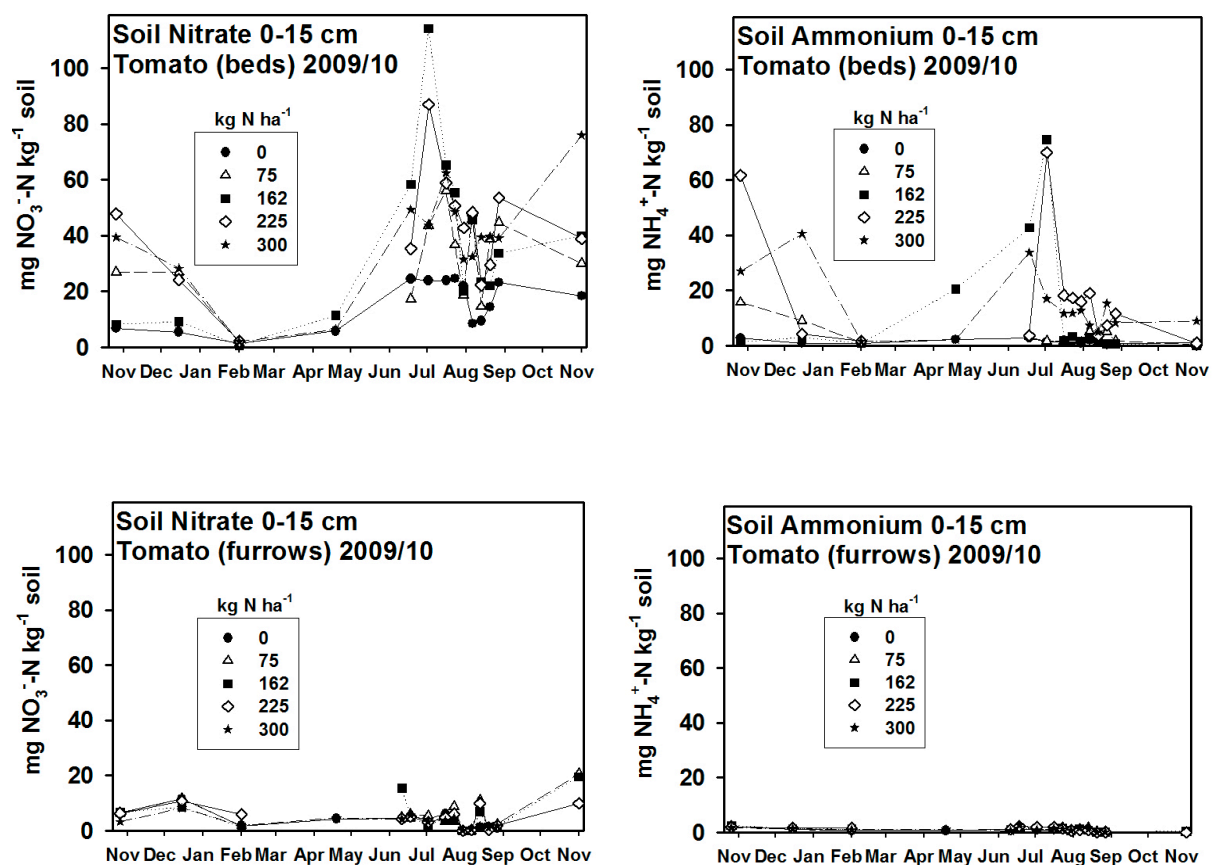 Soil Nitrate 0-15 cm
Tomato (beds) 2009/10
mg NO₃⁻-N kg⁻¹ soil
100
80
60
40
20
0
kg N ha⁻¹
0
75
162
225
300
Nov Dec Jan Feb Mar Apr May Jun Jul Aug Sep Oct Nov
Soil Ammonium 0-15 cm
Tomato (beds) 2009/10
mg NH₄⁺-N kg⁻¹ soil
100
80
60
40
20
0
kg N ha⁻¹
0
75
162
225
300
Nov Dec Jan Feb Mar Apr May Jun Jul Aug Sep Oct Nov
Soil Nitrate 0-15 cm
Tomato (furrows) 2009/10
mg NO₃⁻-N kg⁻¹ soil
100
80
60
40
20
0
kg N ha⁻¹
0
75
162
225
300
Nov Dec Jan Feb Mar Apr May Jun Jul Aug Sep Oct Nov
Soil Ammonium 0-15 cm
Tomato (furrows) 2009/10
mg NH₄⁺-N kg⁻¹ soil
100
80
60
40
20
0
kg N ha⁻¹
0
75
162
225
300
Nov Dec Jan Feb Mar Apr May Jun Jul Aug Sep Oct Nov